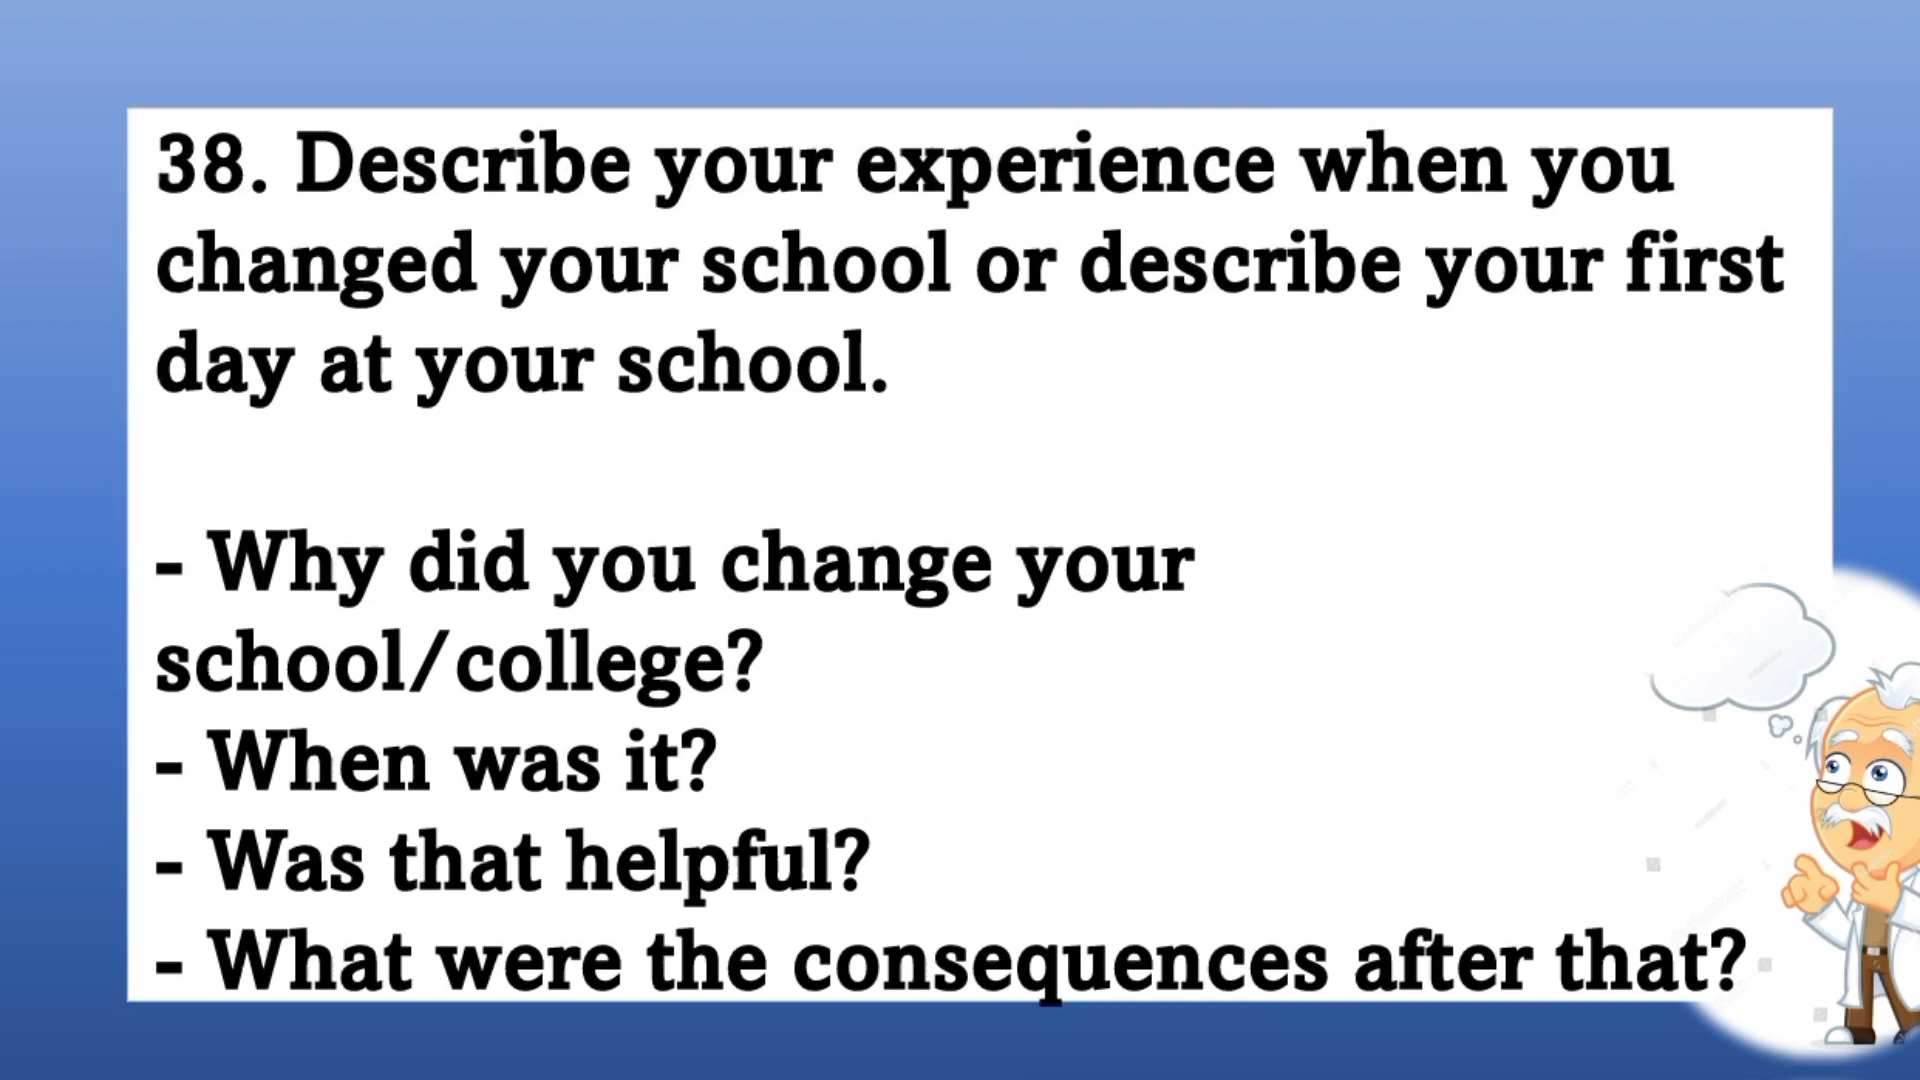 38. Describe your experience when you
changed your school or describe your first
day at your school.
- Why did you change your
school/college?
- When was it?
- Was that helpful?
- What were the consequences after that?